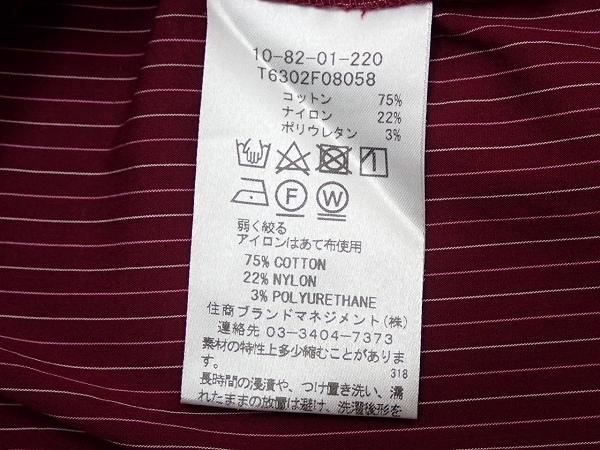 10-82-01-220
T6302F08058
コットン 75%
ナイロン 22%
ポリウレタン 3%
F W
弱く絞る
アイロンはあて布使用
75% COTTON
22% NYLON
3% POLYURETHANE
住商ブランドマネジメント(株)
連絡先 03-3404-7373
素材の特性上多少縮むことがあります。
318
長時間の浸漬や、つけ置き洗い、濡
れたままの放置は避け、洗濯後形を